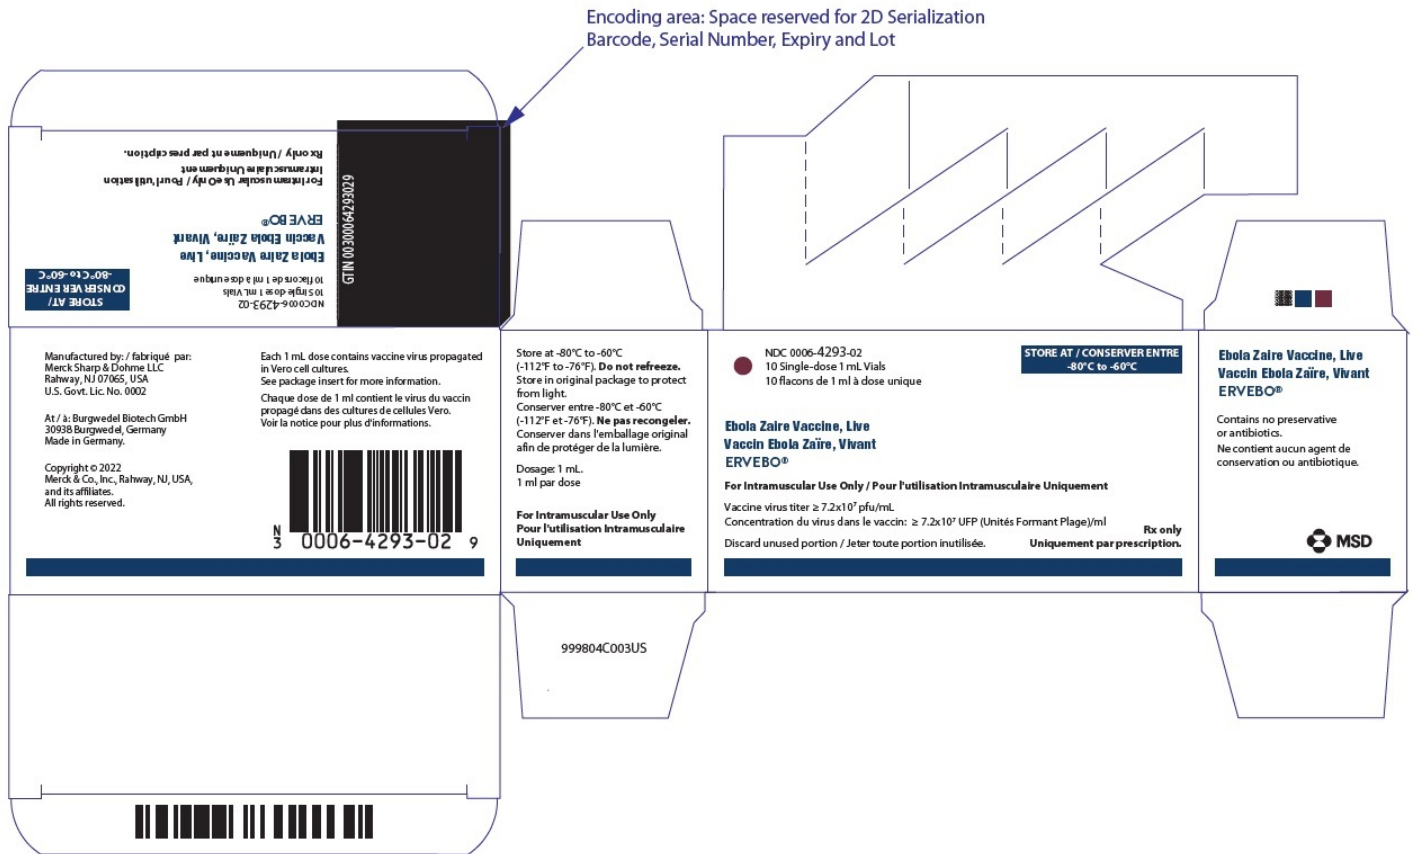 Encoding area: Space reserved for 2D Serialization
Barcode, Serial Number, Expiry and Lot
NDC 0006-4293-02
10 Single dose 1 mL Vials
10 flacons de 1 ml à dose unique
Ebola Zaire Vaccine, Live
Vaccin Ebola Zaïre, Vivant
ERVEBO®
For Intramuscular Use Only / Pour l'utilisation
Intramusculaire Uniquement
Rx only / Uniquement par prescription.
STORE AT /
CONSERVER ENTRE
-80°C to -60°C
GTIN 00300064293029
Manufactured by: / fabriqué par:
Merck Sharp & Dohme LLC
Rahway, NJ 07065, USA
U.S. Govt. Lic. No. 0002
At / à: Burgwedel Biotech GmbH
30938 Burgwedel, Germany
Made in Germany.
Copyright © 2022
Merck & Co., Inc., Rahway, NJ, USA,
and its affiliates.
All rights reserved.
Each 1 mL dose contains vaccine virus propagated
in Vero cell cultures.
See package insert for more information.
Chaque dose de 1 ml contient le virus du vaccin
propagé dans des cultures de cellules Vero.
Voir la notice pour plus d'informations.
N
3 0006-4293-02 9
Store at -80°C to -60°C
(-112°F to -76°F). Do not refreeze.
Store in original package to protect
from light.
Conserver entre -80°C et -60°C
(-112°F et -76°F). Ne pas recongeler.
Conserver dans l'emballage original
afin de protéger de la lumière.
Dosage: 1 mL.
1 ml par dose
For Intramuscular Use Only
Pour l'utilisation Intramusculaire
Uniquement
NDC 0006-4293-02
10 Single-dose 1 mL Vials
10 flacons de 1 ml à dose unique
STORE AT / CONSERVER ENTRE
-80°C to -60°C
Ebola Zaire Vaccine, Live
Vaccin Ebola Zaïre, Vivant
ERVEBO®
For Intramuscular Use Only / Pour l'utilisation Intramusculaire Uniquement
Vaccine virus titer ≥ 7.2x10⁷ pfu/mL
Concentration du virus dans le vaccin: ≥ 7.2x10⁷ UFP (Unités Formant Plage)/ml
Rx only
Discard unused portion / Jeter toute portion inutilisée.
Uniquement par prescription.
Ebola Zaire Vaccine, Live
Vaccin Ebola Zaïre, Vivant
ERVEBO®
Contains no preservative
or antibiotics.
Ne contient aucun agent de
conservation ou antibiotique.
MSD
999804C003US